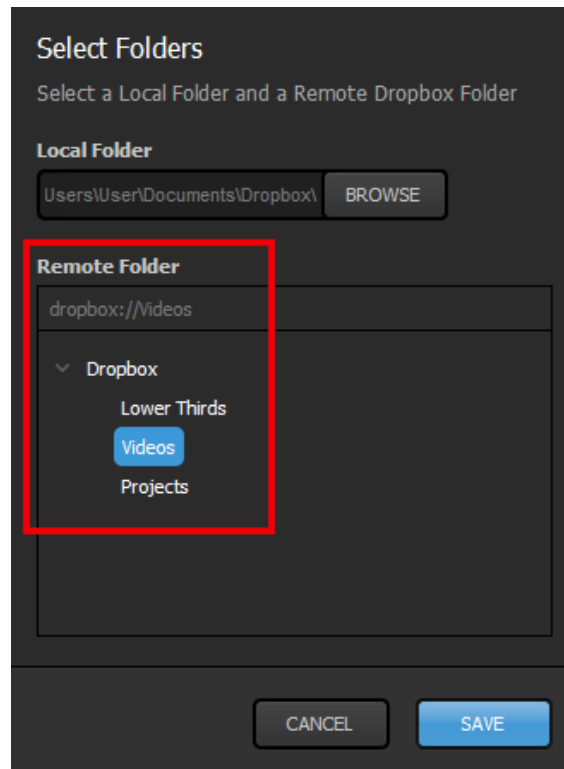 Select Folders
Select a Local Folder and a Remote Dropbox Folder
Local Folder
Users\User\Documents\Dropbox\ BROWSE
Remote Folder
dropbox://Videos
Dropbox
Lower Thirds
Videos
Projects
CANCEL SAVE